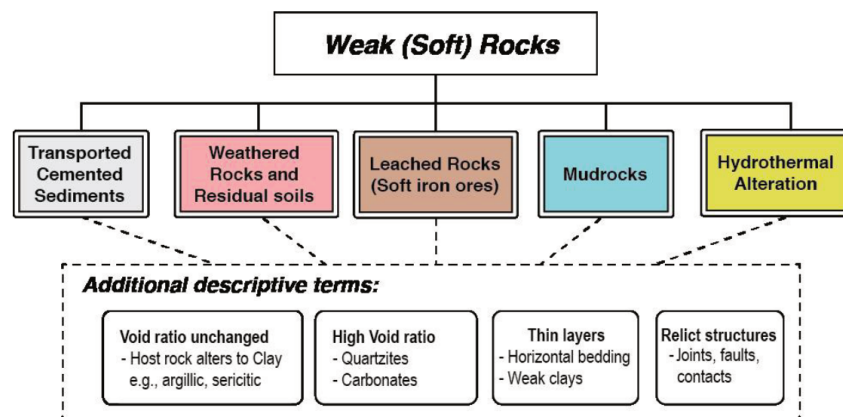 Weak (Soft) Rocks
Transported
Cemented
Sediments
Weathered
Rocks and
Residual soils
Leached Rocks
(Soft iron ores)
Mudrocks
Hydrothermal
Alteration
Additional descriptive terms:
Void ratio unchanged
- Host rock alters to Clay
e.g., argillic, sericitic
High Void ratio
- Quartzites
- Carbonates
Thin layers
- Horizontal bedding
- Weak clays
Relict structures
- Joints, faults,
contacts